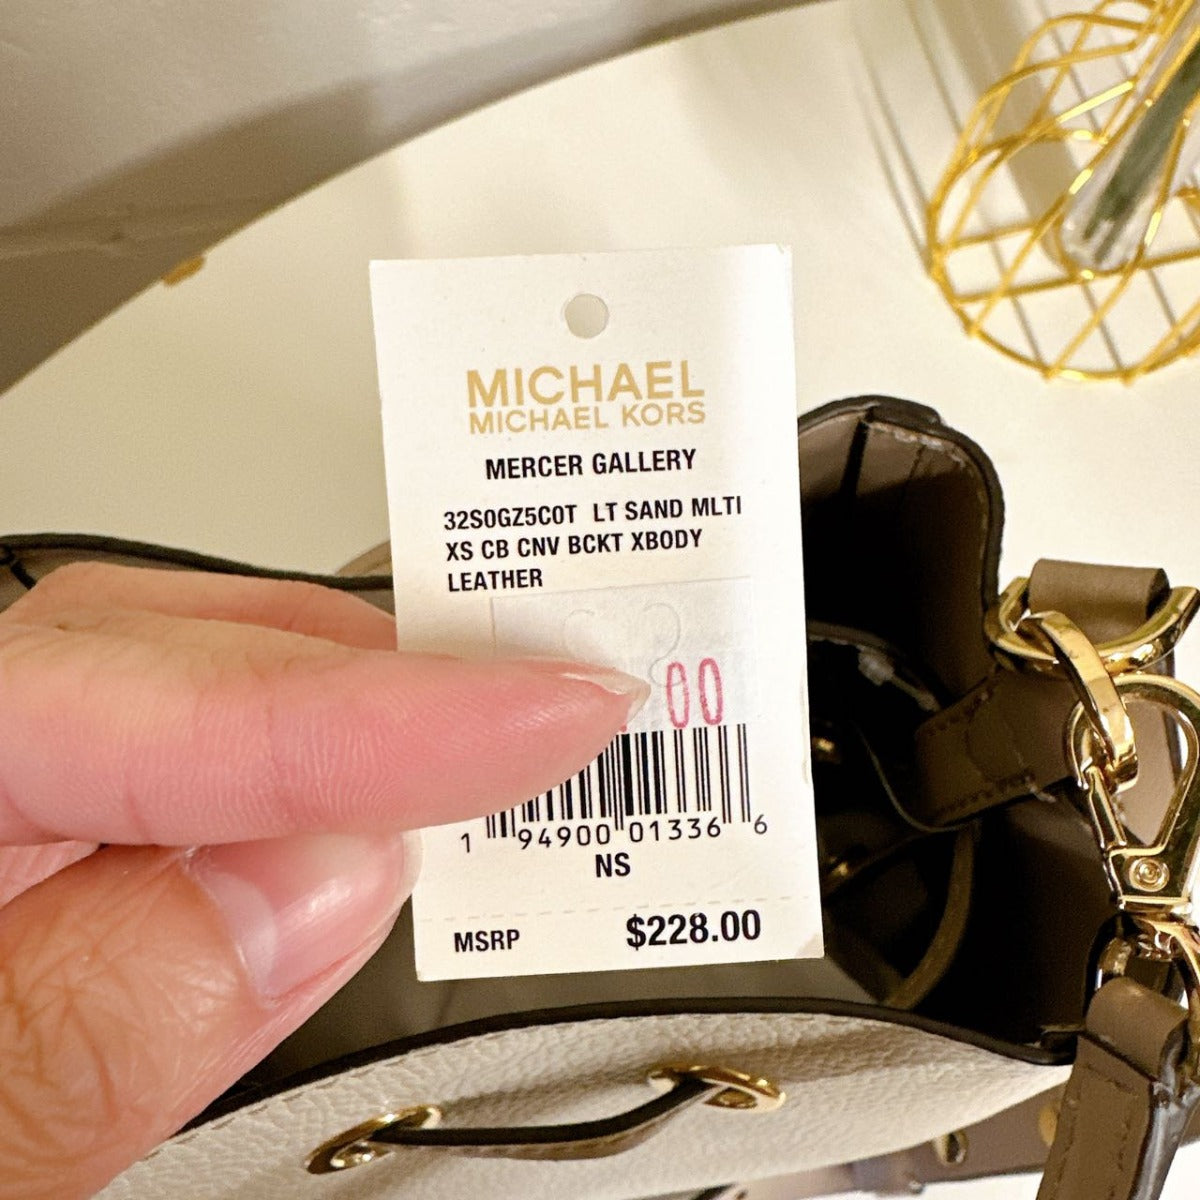 MICHAEL
MICHAEL KORS
MERCER GALLERY
32S0GZ5C0T LT SAND MLTI
XS CB CNV BCKT XBODY
LEATHER
00
1 94900 01336 6
NS
MSRP $228.00